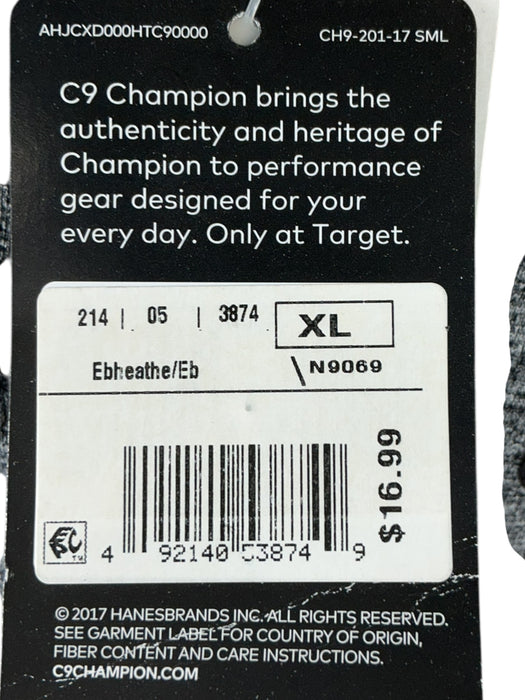 AHJCXD000HTC90000 CH9-201-17 SML
C9 Champion brings the
authenticity and heritage of
Champion to performance
gear designed for your
every day. Only at Target.
214 | 05 | 3874 XL
Ebheathe/Eb \N9069
$16.99
4 92140 53874 9
© 2017 HANESBRANDS INC. ALL RIGHTS RESERVED.
SEE GARMENT LABEL FOR COUNTRY OF ORIGIN,
FIBER CONTENT AND CARE INSTRUCTIONS.
C9CHAMPION.COM